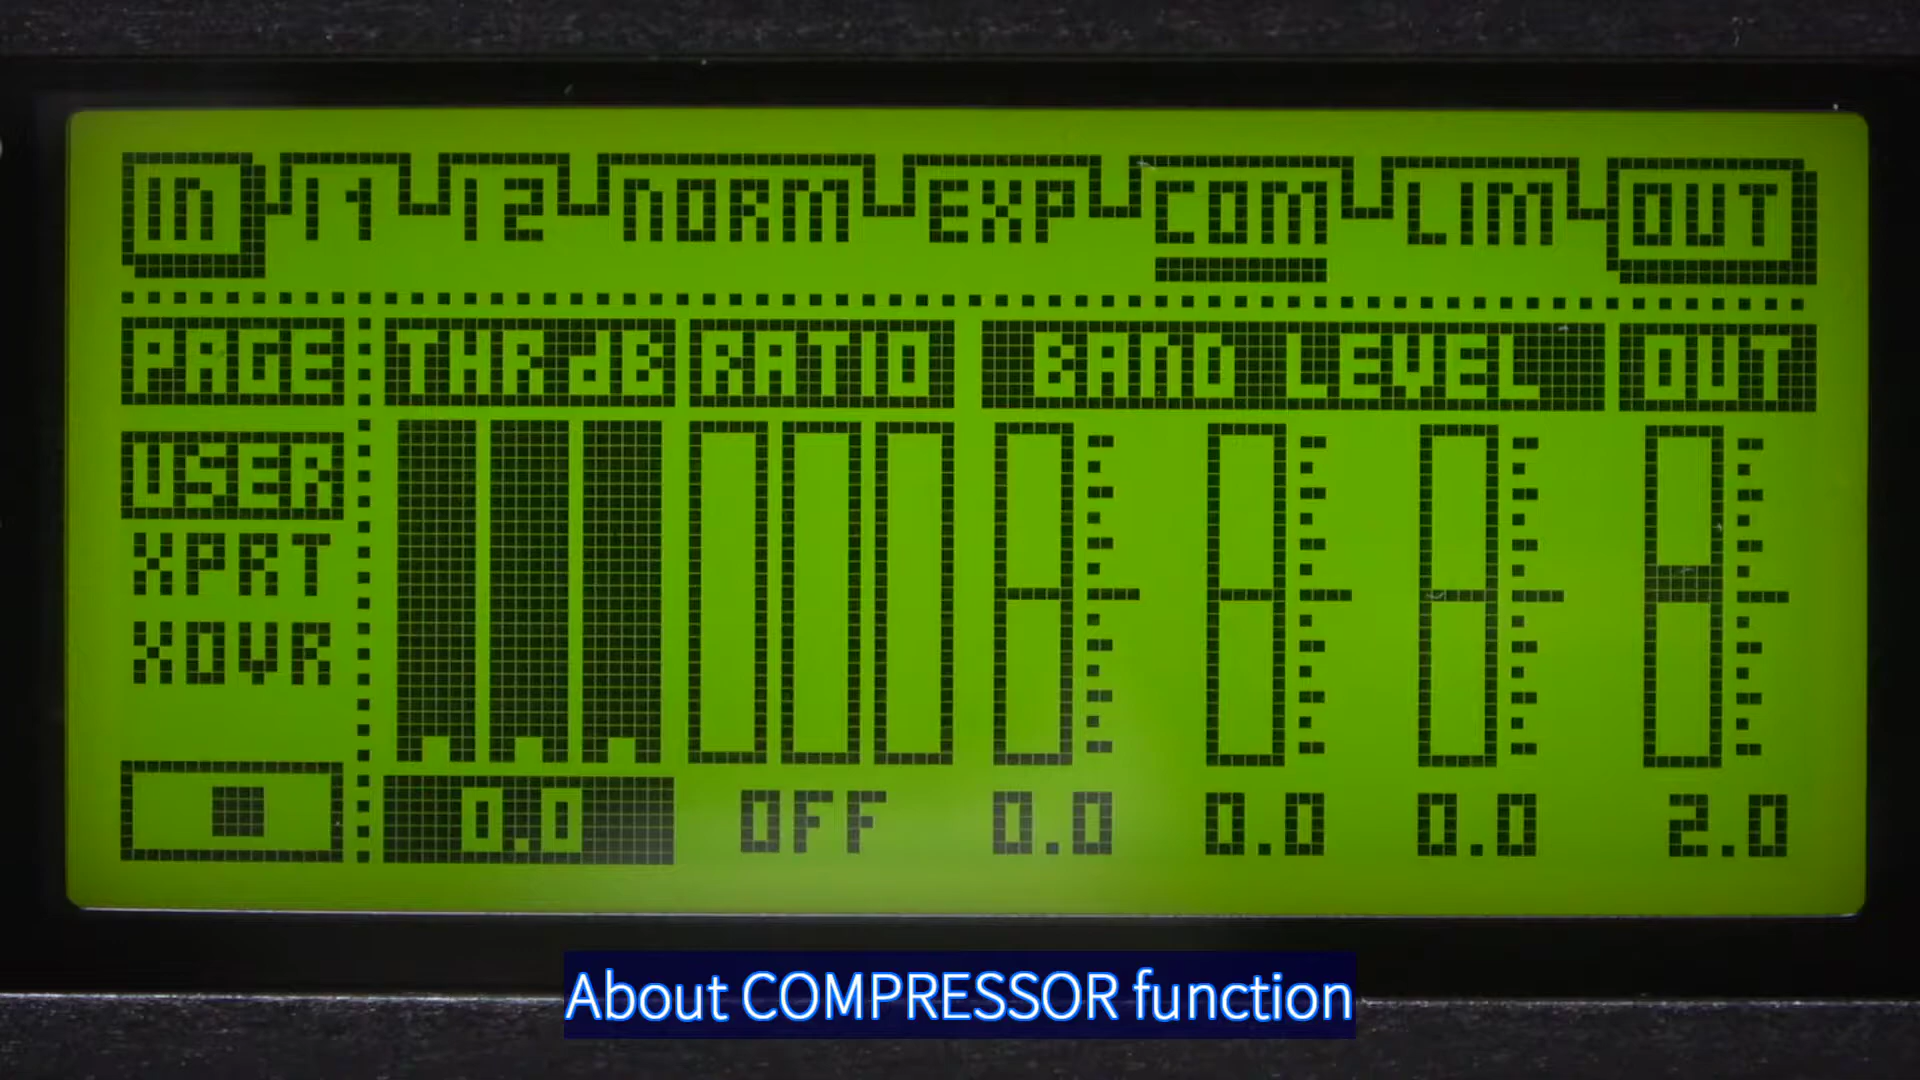 IN I1 I2 NORM EXP COM LIM OUT
PAGE THR dB RATIO BAND LEVEL OUT
USER
XPRT
XOVR
0.0 OFF 0.0 0.0 0.0 2.0
About COMPRESSOR function